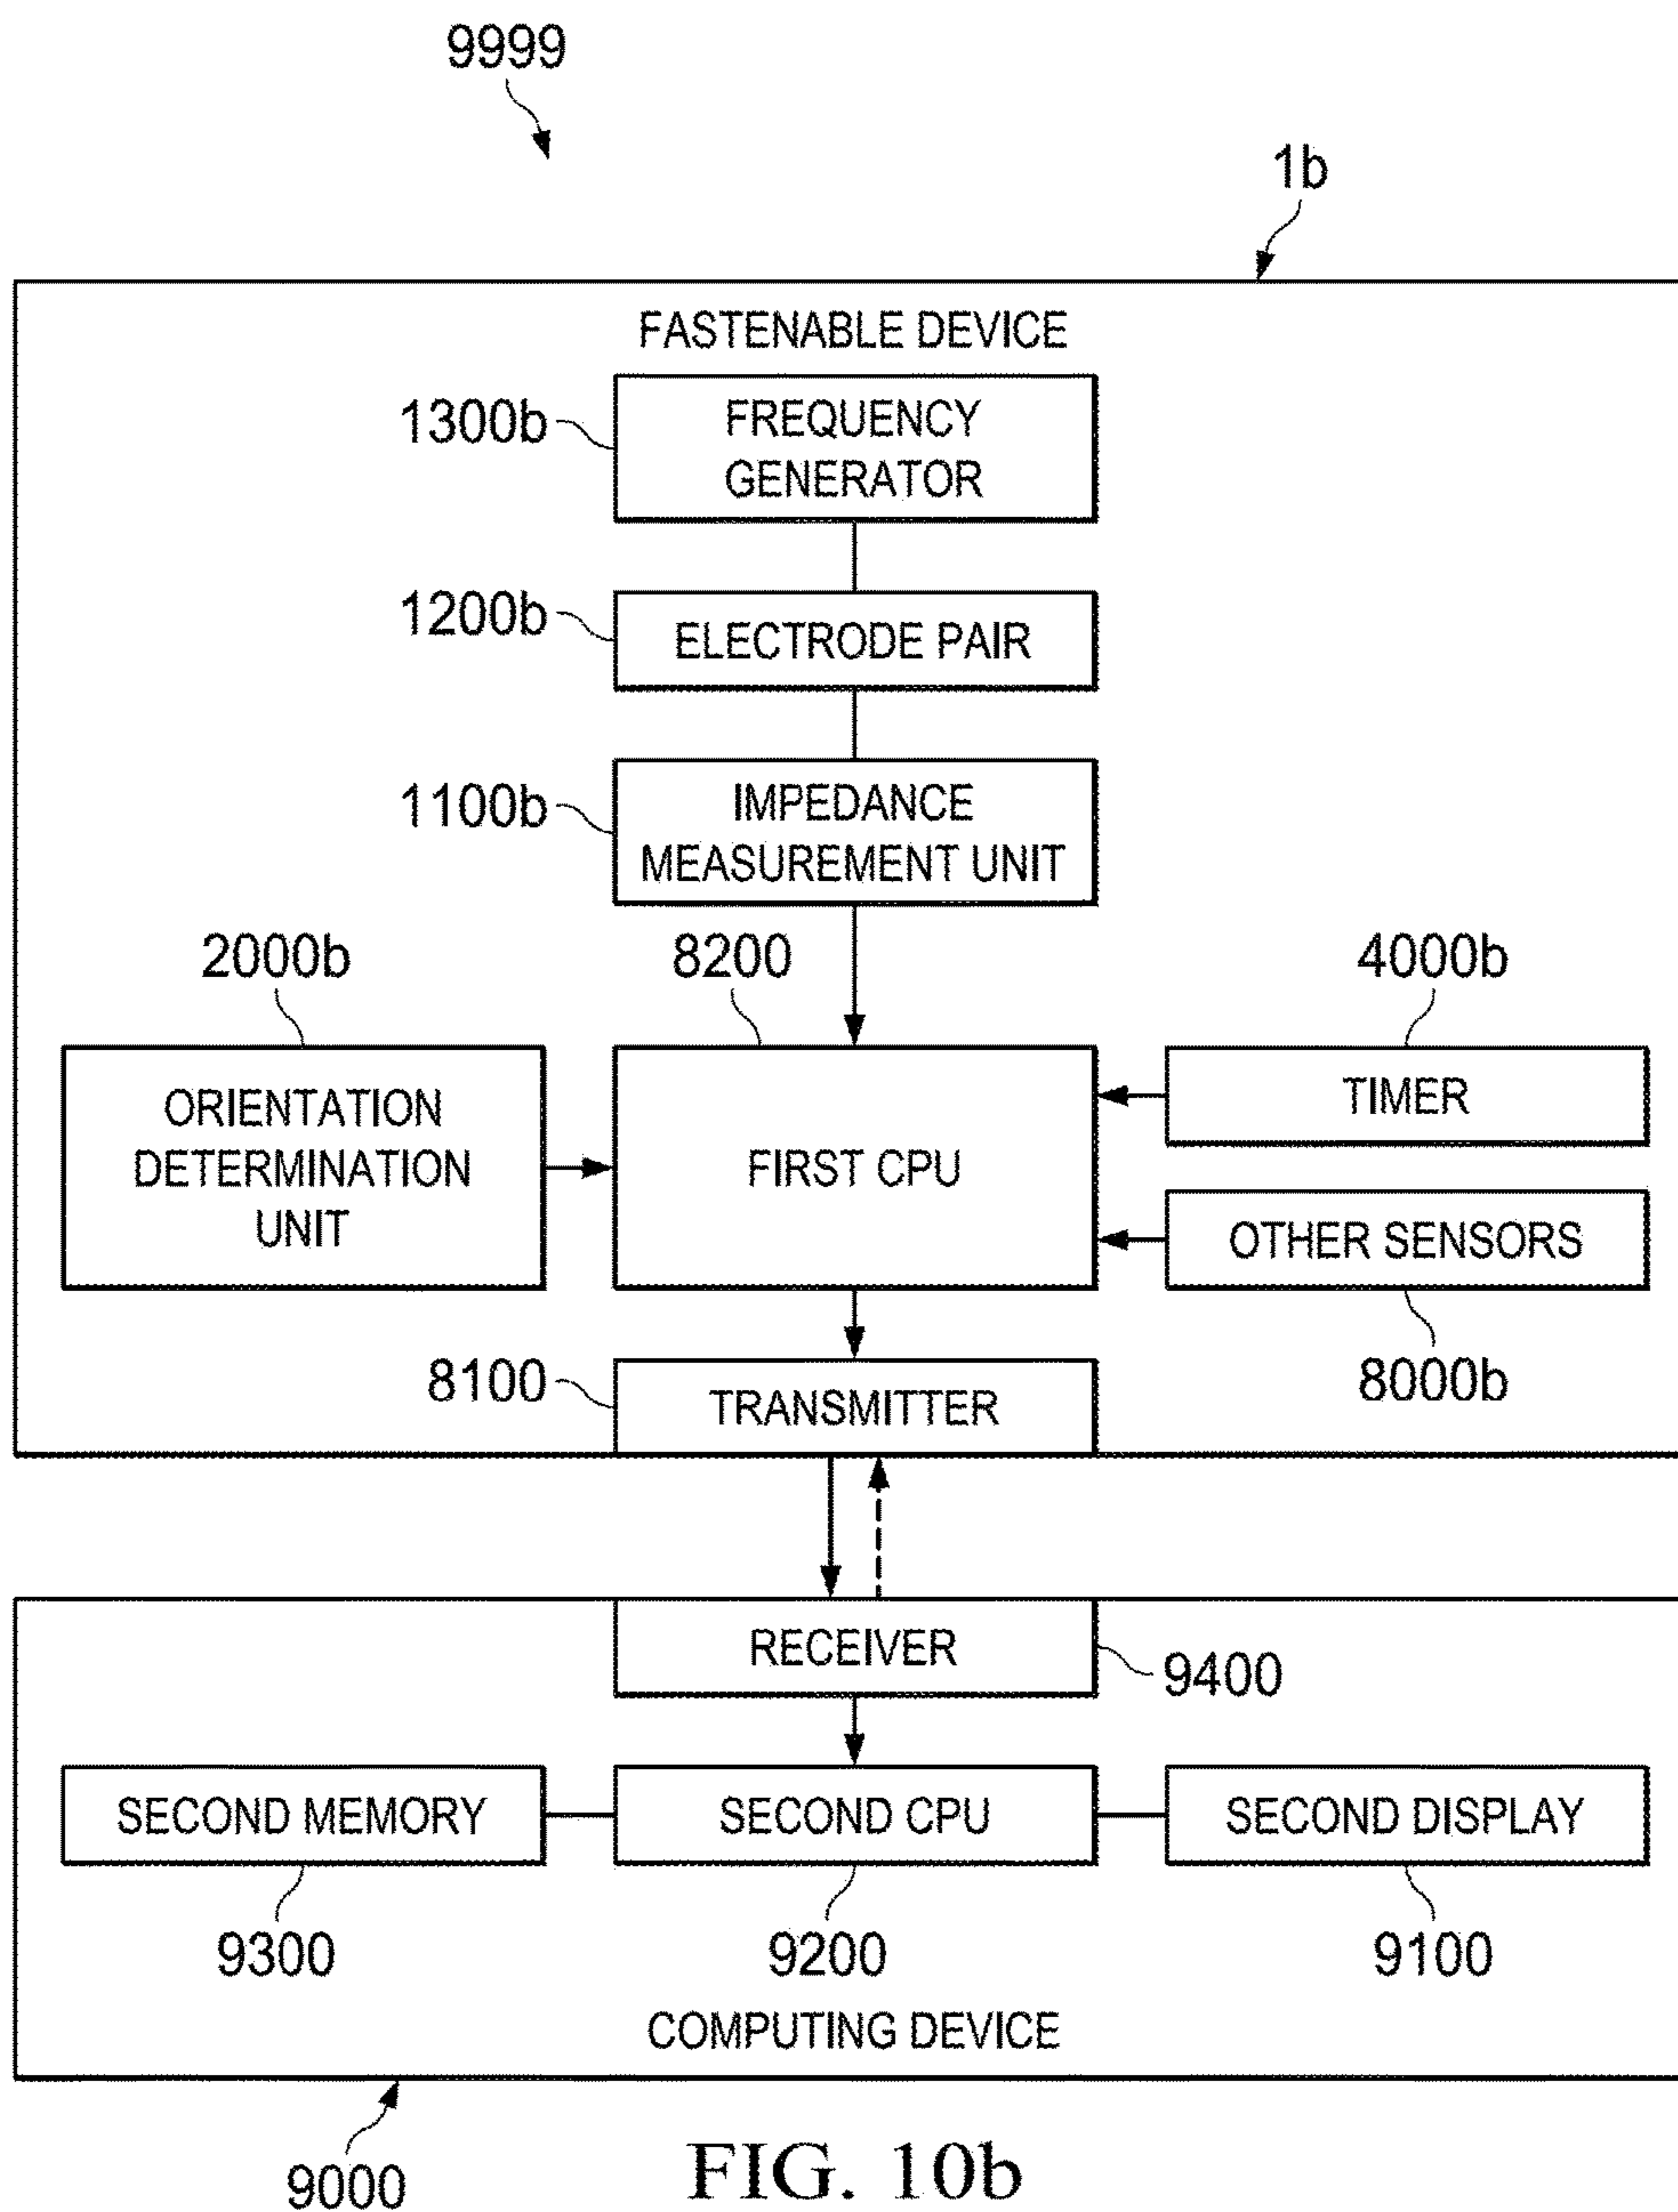 9999
1b
FASTENABLE DEVICE
1300b
FREQUENCY
GENERATOR
1200b
ELECTRODE PAIR
1100b
IMPEDANCE
MEASUREMENT UNIT
2000b
8200
4000b
ORIENTATION
DETERMINATION
UNIT
FIRST CPU
TIMER
OTHER SENSORS
8100
TRANSMITTER
8000b
RECEIVER
9400
SECOND MEMORY
SECOND CPU
SECOND DISPLAY
9300
9200
9100
COMPUTING DEVICE
9000
FIG. 10b